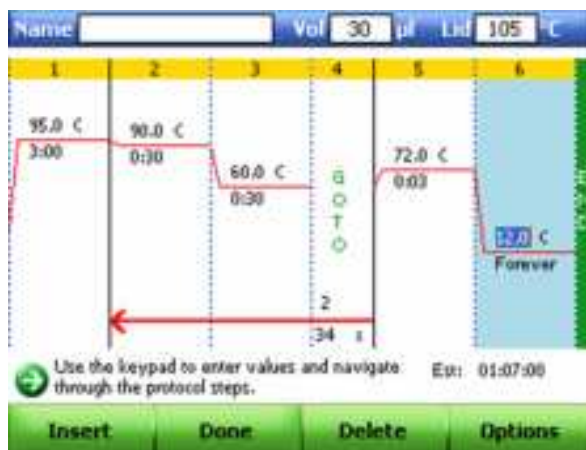 Name Vol 30 µl Lid 105 C
1 2 3 4 5 6
95.0 C
3:00
90.0 C
0:30
60.0 C
0:30
G
O
T
O
2
34 x
72.0 C
0:03
12.0 C
Forever
Use the keypad to enter values and navigate
through the protocol steps.
Est: 01:07:00
Insert Done Delete Options